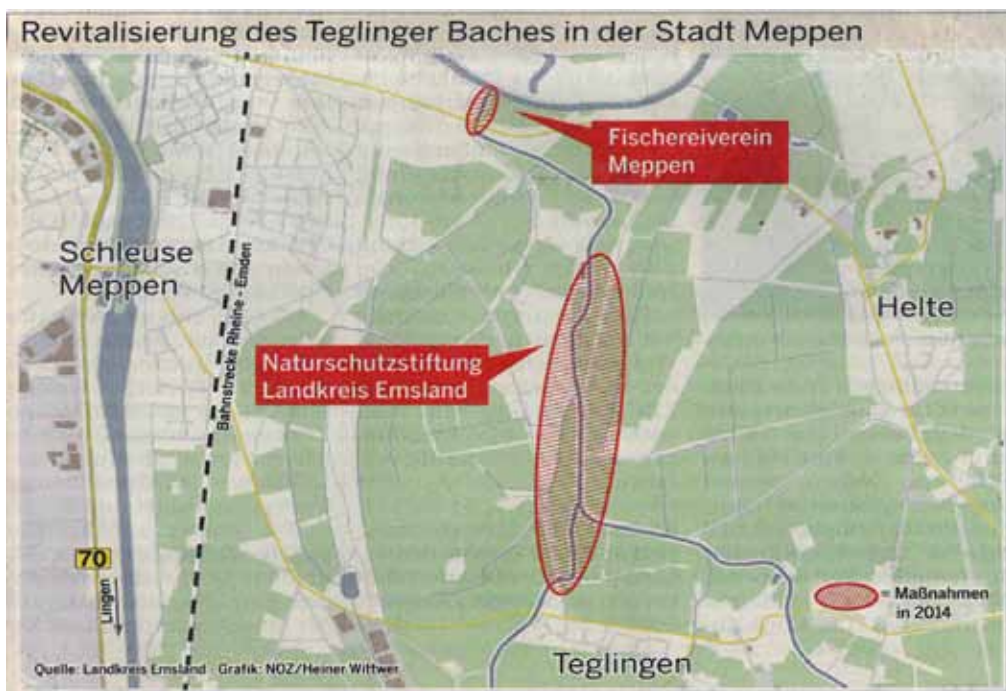 Revitalisierung des Teglinger Baches in der Stadt Meppen
Fischereiverein
Meppen
Schleuse
Meppen
Bahnstrecke Rheine - Emden
Helte
Naturschutzstiftung
Landkreis Emsland
70
Lingen
= Maßnahmen
in 2014
Teglingen
Quelle: Landkreis Emsland · Grafik: NOZ/Heiner Wittwer